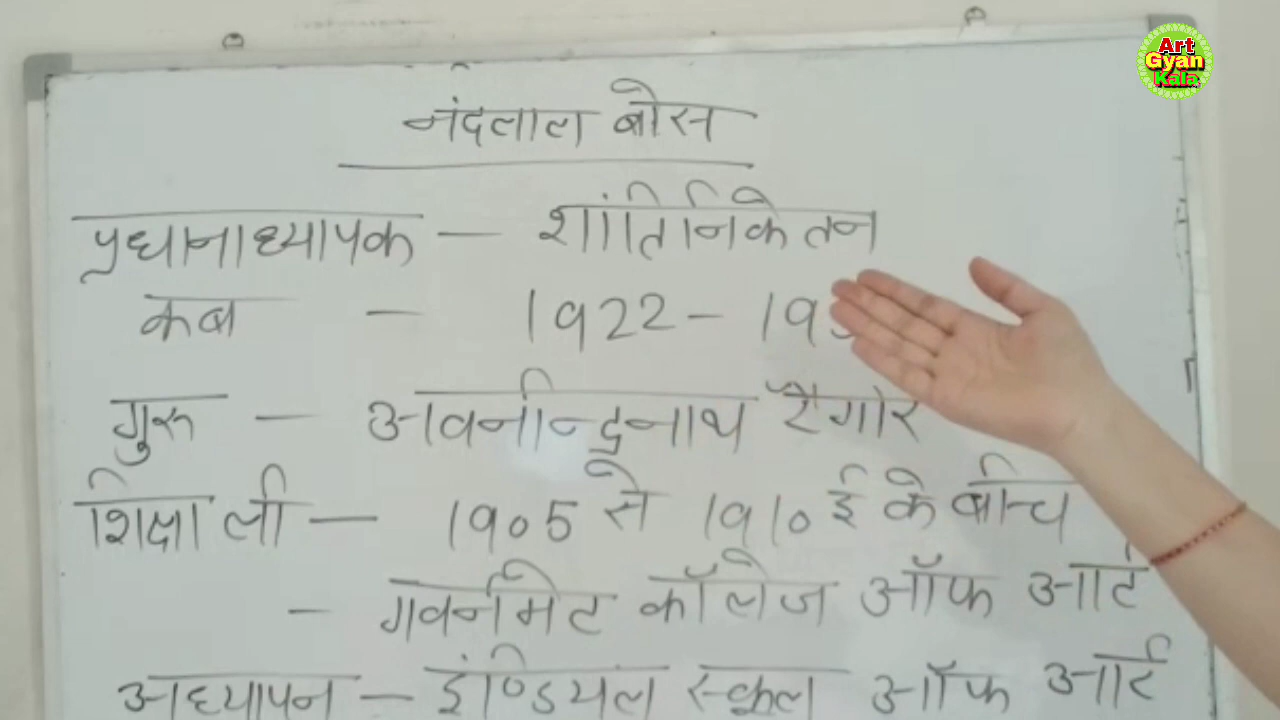 Art
Gyan
Kala
नंदलाल बोस
प्रधानाध्यापक — शांतिनिकेतन
कब — 1922 –
गुरू — अवनीन्द्रनाथ टैगोर
शिक्षा ली — 1905 से 1910 ई के बीच
– गवर्नमेंट कॉलेज ऑफ आर्ट
अध्यापन — इंण्डियल स्कूल ऑफ आर्ट